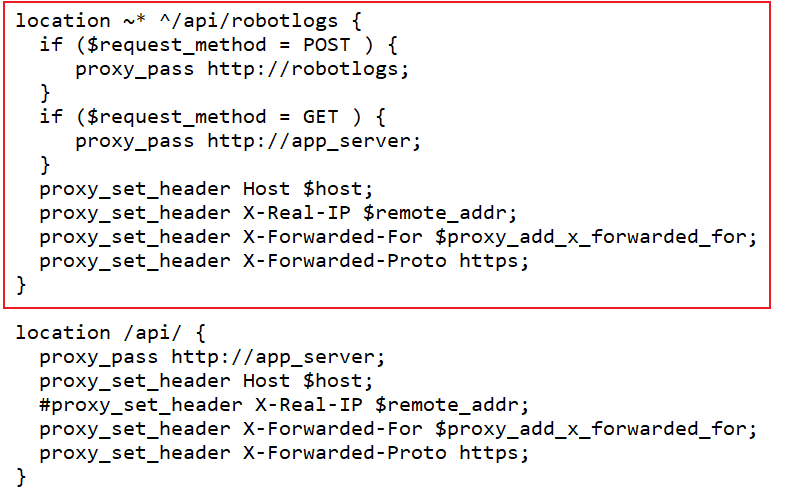 location ~* ^/api/robotlogs {
  if ($request_method = POST ) {
     proxy_pass http://robotlogs;
  }
  if ($request_method = GET ) {
     proxy_pass http://app_server;
  }
  proxy_set_header Host $host;
  proxy_set_header X-Real-IP $remote_addr;
  proxy_set_header X-Forwarded-For $proxy_add_x_forwarded_for;
  proxy_set_header X-Forwarded-Proto https;
}
location /api/ {
  proxy_pass http://app_server;
  proxy_set_header Host $host;
  #proxy_set_header X-Real-IP $remote_addr;
  proxy_set_header X-Forwarded-For $proxy_add_x_forwarded_for;
  proxy_set_header X-Forwarded-Proto https;
}